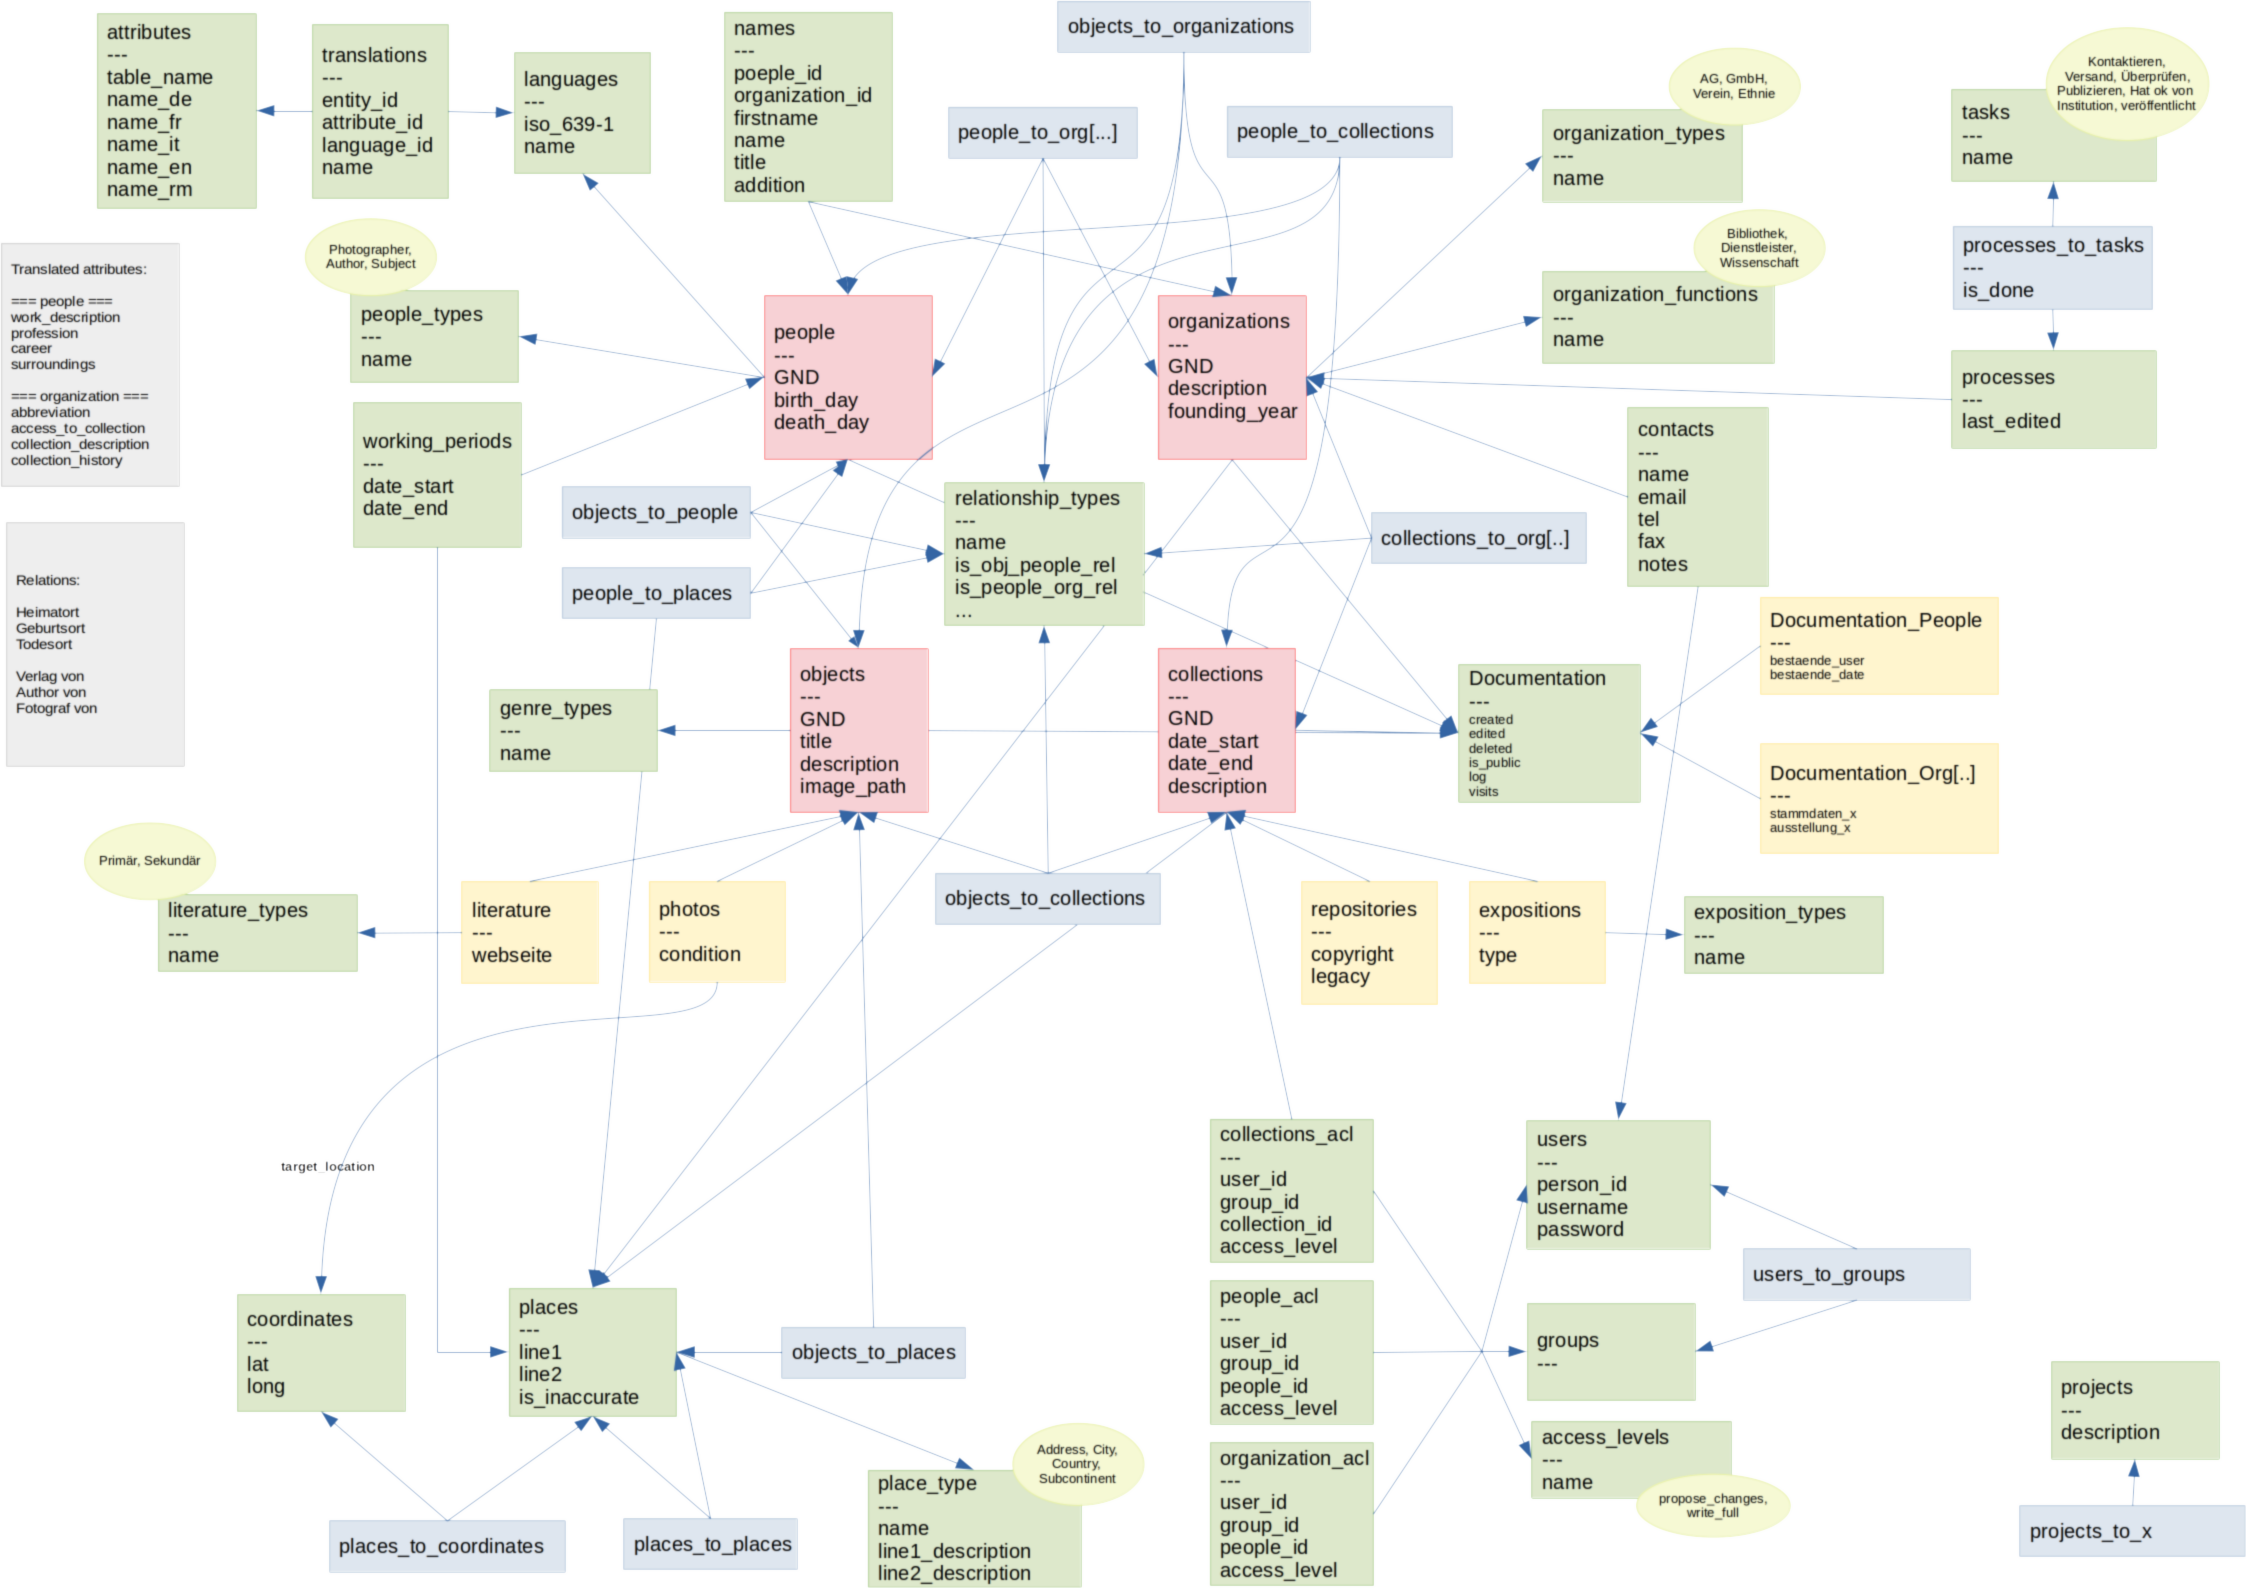 attributes
---
table_name
name_de
name_fr
name_it
name_en
name_rm
translations
---
entity_id
attribute_id
language_id
name
languages
---
iso_639-1
name
names
---
poeple_id
organization_id
firstname
name
title
addition
objects_to_organizations
people_to_org[...]
people_to_collections
AG, GmbH,
Verein, Ethnie
organization_types
---
name
Kontaktieren,
Versand, Überprüfen,
Publizieren, Hat ok von
Institution, veröffentlicht
tasks
---
name
Bibliothek,
Dienstleister,
Wissenschaft
organization_functions
---
name
processes_to_tasks
---
is_done
processes
---
last_edited
Translated attributes:
=== people ===
work_description
profession
career
surroundings
=== organization ===
abbreviation
access_to_collection
collection_description
collection_history
Photographer,
Author, Subject
people_types
---
name
working_periods
---
date_start
date_end
people
---
GND
birth_day
death_day
organizations
---
GND
description
founding_year
contacts
---
name
email
tel
fax
notes
Relations:
Heimatort
Geburtsort
Todesort
Verlag von
Author von
Fotograf von
objects_to_people
people_to_places
relationship_types
---
name
is_obj_people_rel
is_people_org_rel
...
collections_to_org[..]
Documentation_People
---
bestaende_user
bestaende_date
genre_types
---
name
objects
---
GND
title
description
image_path
collections
---
GND
date_start
date_end
description
Documentation
---
created
edited
deleted
is_public
log
visits
Documentation_Org[..]
---
stammdaten_x
ausstellung_x
Primär, Sekundär
literature_types
---
name
literature
---
webseite
photos
---
condition
objects_to_collections
repositories
---
copyright
legacy
expositions
---
type
exposition_types
---
name
target_location
collections_acl
---
user_id
group_id
collection_id
access_level
users
---
person_id
username
password
users_to_groups
coordinates
---
lat
long
places
---
line1
line2
is_inaccurate
objects_to_places
people_acl
---
user_id
group_id
people_id
access_level
groups
---
projects
---
description
Address, City,
Country,
Subcontinent
place_type
---
name
line1_description
line2_description
organization_acl
---
user_id
group_id
people_id
access_level
access_levels
---
name
propose_changes,
write_full
places_to_coordinates
places_to_places
projects_to_x